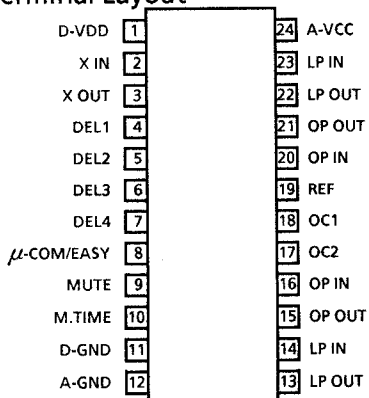 Terminal Layout
D-VDD 1 24 A-VCC
X IN 2 23 LP IN
X OUT 3 22 LP OUT
DEL1 4 21 OP OUT
DEL2 5 20 OP IN
DEL3 6 19 REF
DEL4 7 18 OC1
μ-COM/EASY 8 17 OC2
MUTE 9 16 OP IN
M.TIME 10 15 OP OUT
D-GND 11 14 LP IN
A-GND 12 13 LP OUT